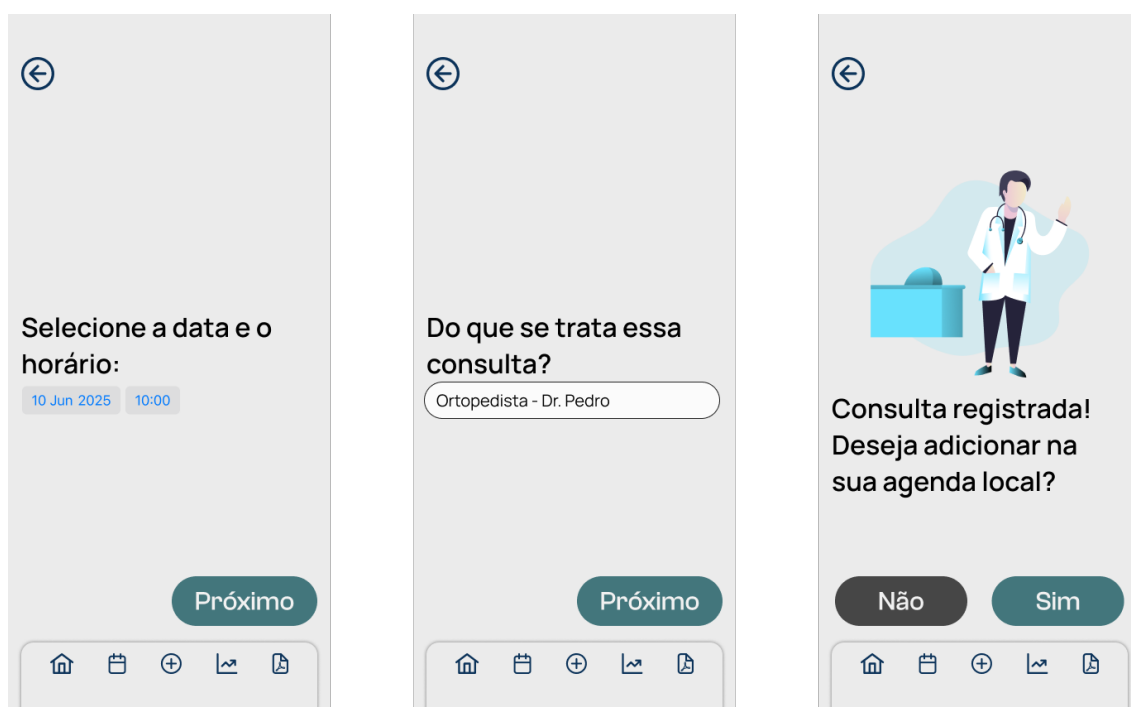 Selecione a data e o
horário:
10 Jun 2025 10:00
Próximo
Do que se trata essa
consulta?
Ortopedista - Dr. Pedro
Próximo
Consulta registrada!
Deseja adicionar na
sua agenda local?
Não Sim